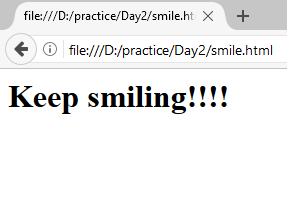 file:///D:/practice/Day2/smile.ht
file:///D:/practice/Day2/smile.html
Keep smiling!!!!